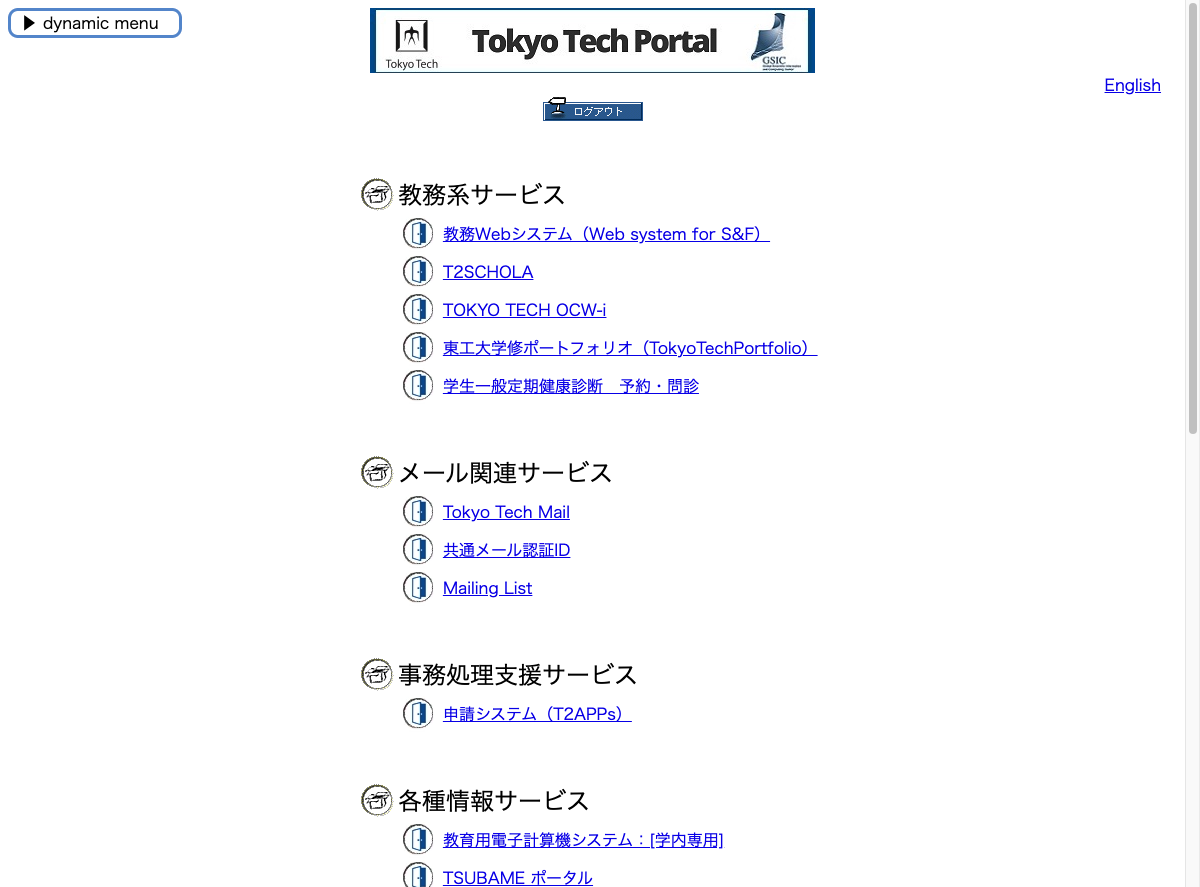 ▶ dynamic menu
Tokyo Tech
Tokyo Tech Portal
GSIC
English
ログアウト
教務系サービス
教務Webシステム（Web system for S&F）
T2SCHOLA
TOKYO TECH OCW-i
東工大学修ポートフォリオ（TokyoTechPortfolio）
学生一般定期健康診断　予約・問診
メール関連サービス
Tokyo Tech Mail
共通メール認証ID
Mailing List
事務処理支援サービス
申請システム（T2APPs）
各種情報サービス
教育用電子計算機システム：[学内専用]
TSUBAME ポータル